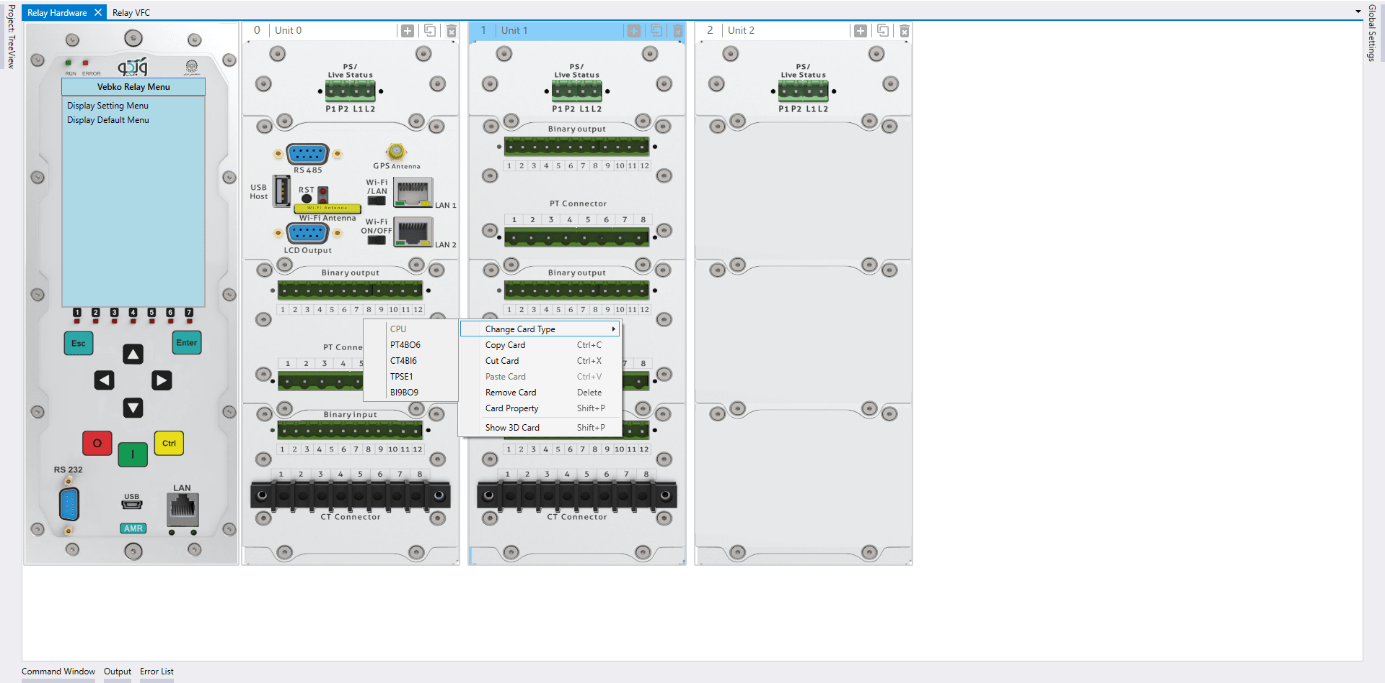 Relay Hardware
Relay VFC
Project: TreeView
Global Settings
RUN ERROR
Vebko Relay Menu
Display Setting Menu
Display Default Menu
1 2 3 4 5 6 7
Esc
Enter
O
I
Ctrl
RS 232
USB
LAN
AMR
0 Unit 0
PS/
Live Status
P1 P2 L1 L2
RS 485
GPS Antenna
USB
Host
RST
Wi-Fi
/LAN
LAN 1
Wi-Fi Antenna
Wi-Fi Antenna
Wi-Fi
ON/OFF
LAN 2
LCD Output
Binary output
1 2 3 4 5 6 7 8 9 10 11 12
PT Conne
1 2 3 4 5
Binary input
1 2 3 4 5 6 7 8 9 10 11 12
1 2 3 4 5 6 7 8
CT Connector
1 Unit 1
PS/
Live Status
P1 P2 L1 L2
Binary output
1 2 3 4 5 6 7 8 9 10 11 12
PT Connector
1 2 3 4 5 6 7 8
Binary output
1 2 3 4 5 6 7 8 9 10 11 12
8
1 2 3 4 5 6 7 8 9 10 11 12
1 2 3 4 5 6 7 8
CT Connector
CPU
PT4BO6
CT4BI6
TPSE1
BI9BO9
Change Card Type
Copy Card Ctrl+C
Cut Card Ctrl+X
Paste Card Ctrl+V
Remove Card Delete
Card Property Shift+P
Show 3D Card Shift+P
2 Unit 2
PS/
Live Status
P1 P2 L1 L2
Command Window Output Error List